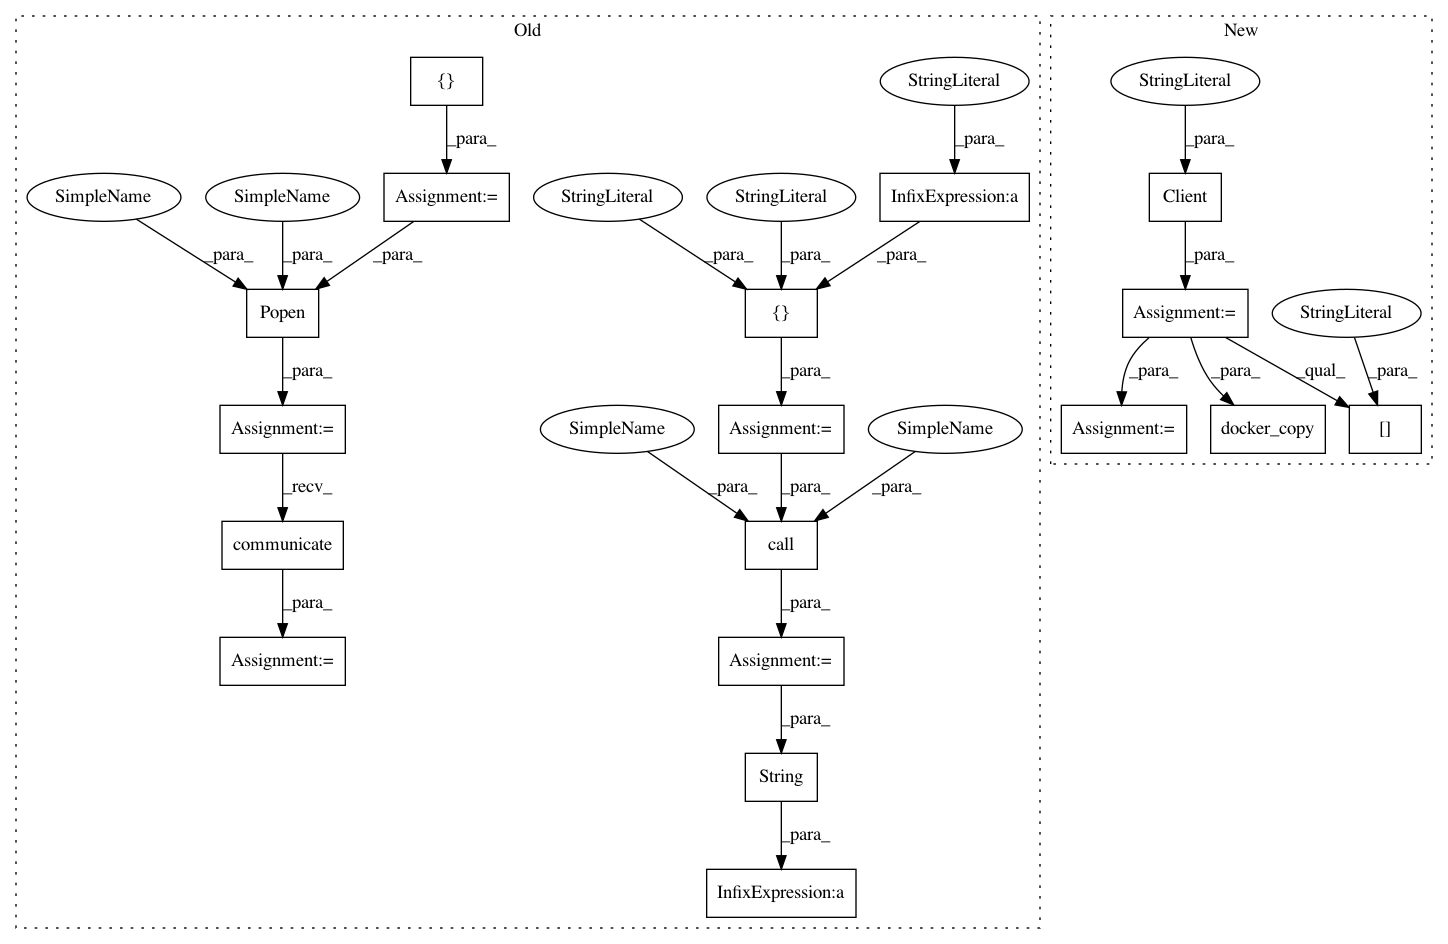 Old
New
{}
StringLiteral
StringLiteral
_para_
_para_
_para_
SimpleName
SimpleName
Assignment:=
StringLiteral
StringLiteral
InfixExpression:a
Client
_para_
_para_
_para_
_para_
_para_
_para_
_para_
Popen
{}
Assignment:=
StringLiteral
_para_
_para_
_para_
_para_
_qual_
_para_
Assignment:=
SimpleName
Assignment:=
SimpleName
Assignment:=
docker_copy
[]
_recv_
_para_
_para_
_para_
communicate
call
_para_
_para_
Assignment:=
Assignment:=
_para_
String
_para_
InfixExpression:a